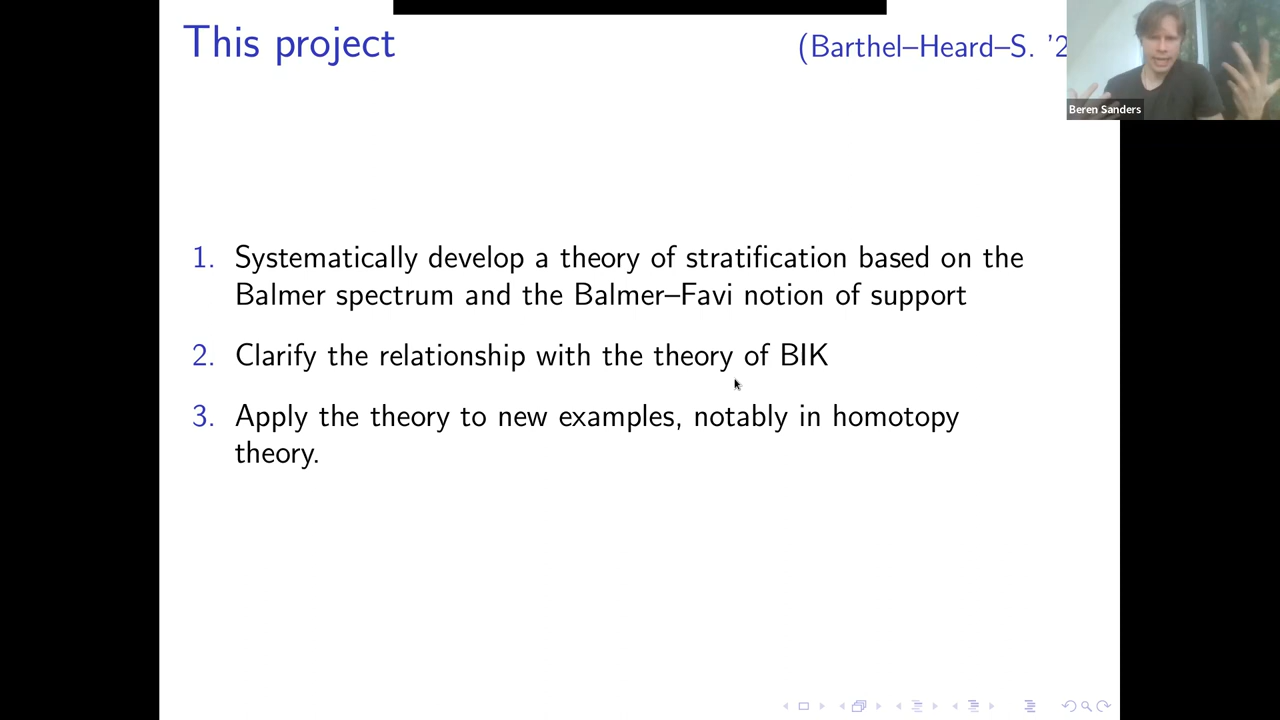 This project
(Barthel–Heard–S. '2
Beren Sanders
1. Systematically develop a theory of stratification based on the
Balmer spectrum and the Balmer–Favi notion of support
2. Clarify the relationship with the theory of BIK
3. Apply the theory to new examples, notably in homotopy
theory.